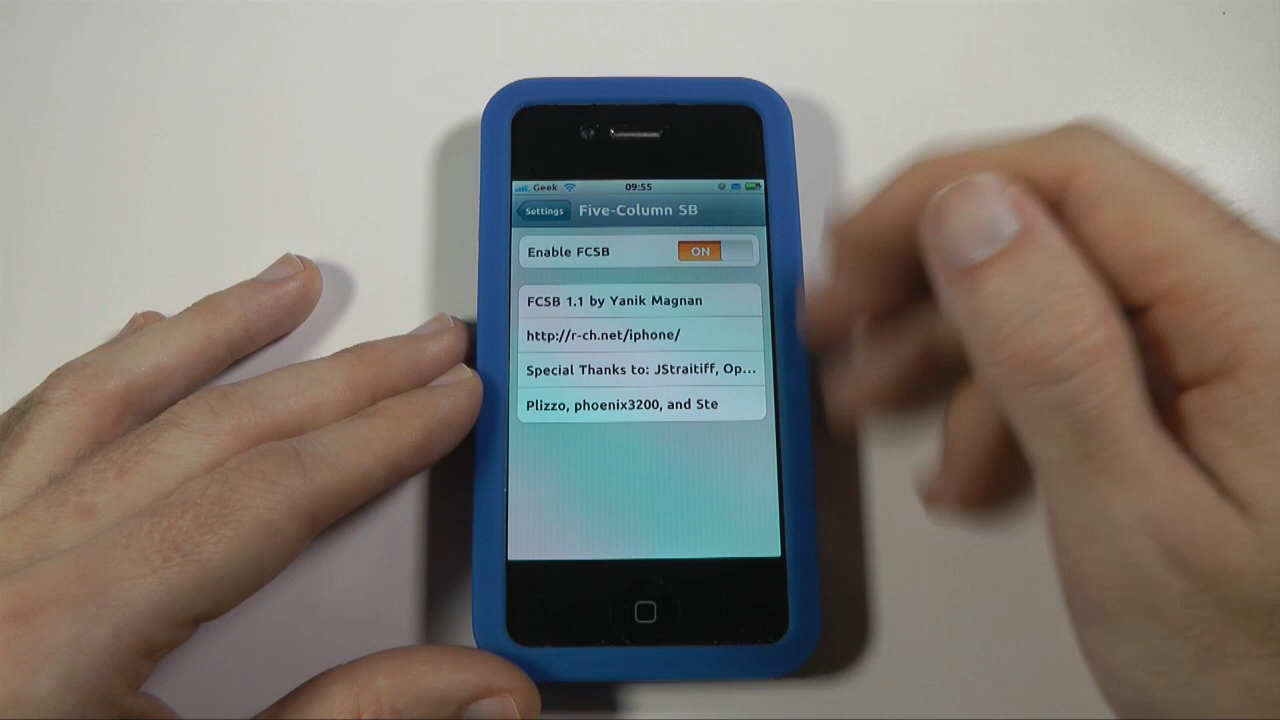 Geek 09:55
Settings Five-Column SB
Enable FCSB ON
FCSB 1.1 by Yanik Magnan
http://r-ch.net/iphone/
Special Thanks to: JStraitiff, Op...
Plizzo, phoenix3200, and Ste